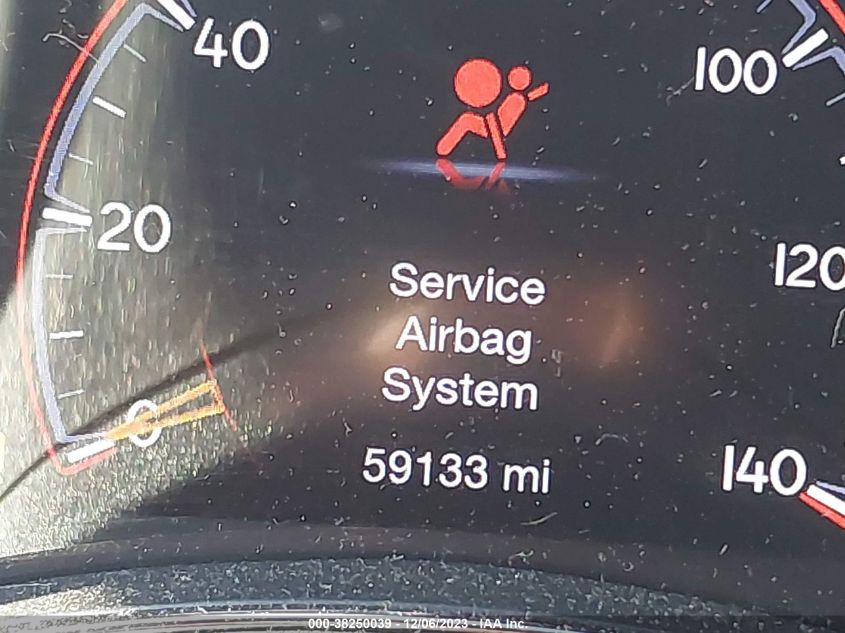 40
100
20
120
Service
Airbag
System
0
59133 mi
140
000-38250039 - 12/06/2023 - IAA Inc.